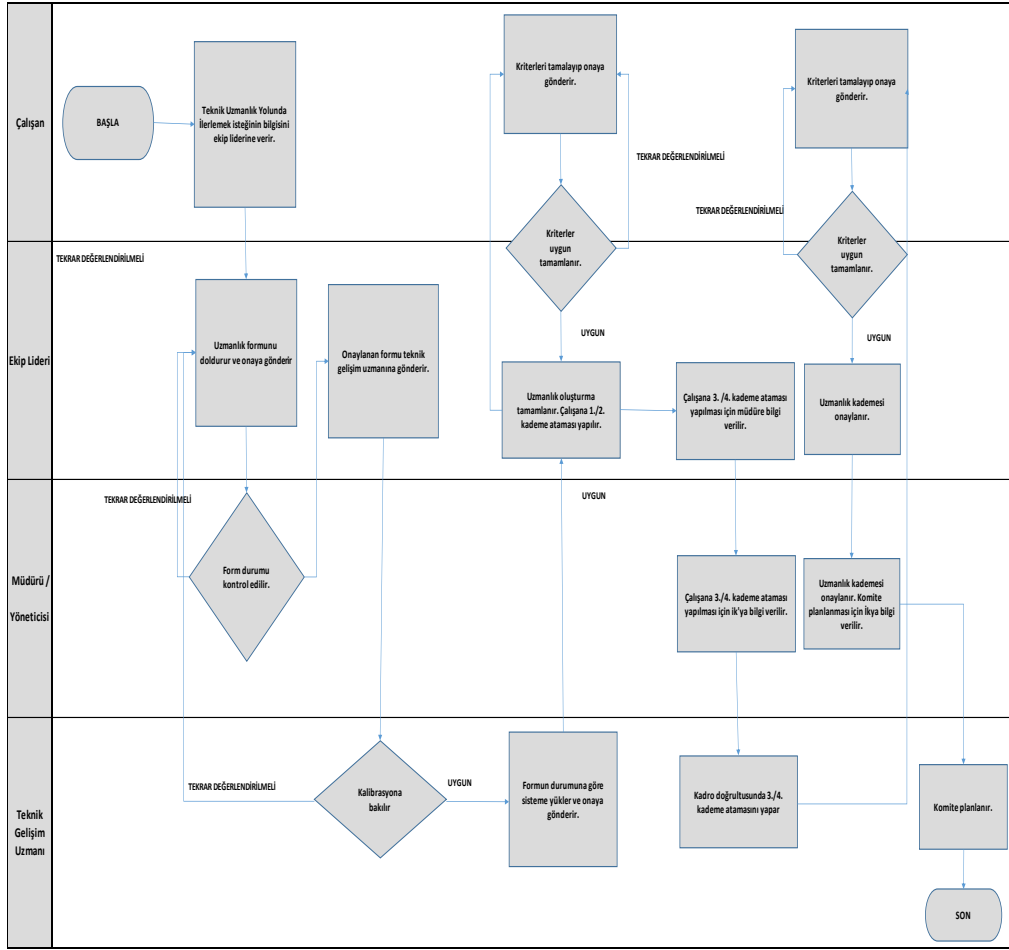 Çalışan
BAŞLA
Teknik Uzmanlık Yolunda
İlerlemek isteğinin bilgisini
ekip liderine verir.
Kriterleri tamalayıp onaya
gönderir.
Kriterleri tamalayıp onaya
gönderir.
TEKRAR DEĞERLENDİRİLMELİ
TEKRAR DEĞERLENDİRİLMELİ
Kriterler
uygun
tamamlanır.
Kriterler
uygun
tamamlanır.
TEKRAR DEĞERLENDİRİLMELİ
Ekip Lideri
Uzmanlık formunu
doldurur ve onaya gönderir
Onaylanan formu teknik
gelişim uzmanına gönderir.
UYGUN
UYGUN
Uzmanlık oluşturma
tamamlanır. Çalışana 1./2.
kademe ataması yapılır.
Çalışana 3. /4. kademe ataması
yapılması için müdüre bilgi
verilir.
Uzmanlık kademesi
onaylanır.
TEKRAR DEĞERLENDİRİLMELİ
UYGUN
Müdürü /
Yöneticisi
Form durumu
kontrol edilir.
Çalışana 3./4. kademe ataması
yapılması için ik'ya bilgi verilir.
Uzmanlık kademesi
onaylanır. Komite
planlanması için İkya bilgi
verilir.
Teknik
Gelişim
Uzmanı
TEKRAR DEĞERLENDİRİLMELİ
Kalibrasyona
bakılır
UYGUN
Formun durumuna göre
sisteme yükler ve onaya
gönderir.
Kadro doğrultusunda 3./4.
kademe atamasını yapar
Komite planlanır.
SON